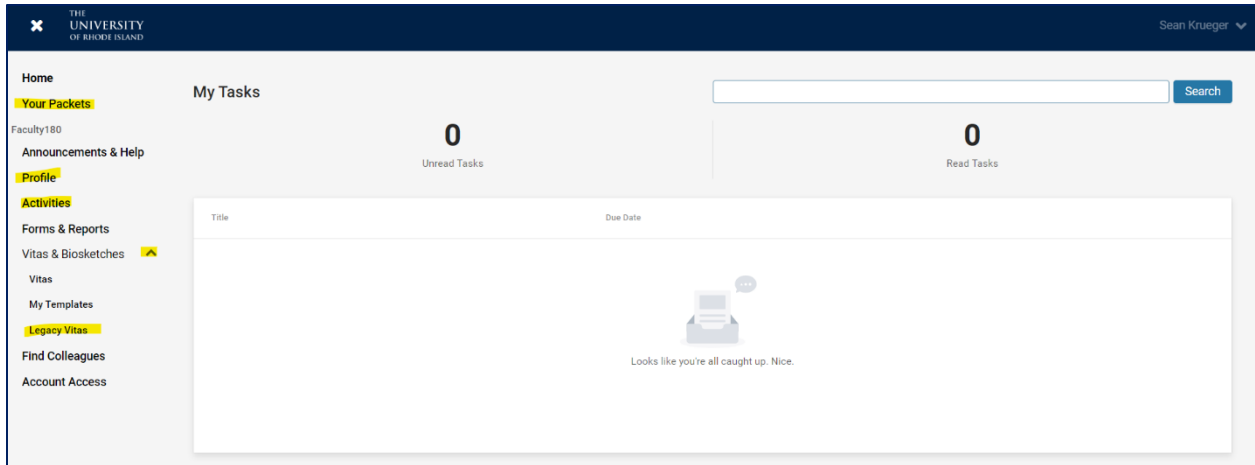 THE
UNIVERSITY
OF RHODE ISLAND
Sean Krueger
Home
Your Packets
Faculty180
Announcements & Help
Profile
Activities
Forms & Reports
Vitas & Biosketches
Vitas
My Templates
Legacy Vitas
Find Colleagues
Account Access
My Tasks
Search
0
Unread Tasks
0
Read Tasks
Title Due Date
Looks like you're all caught up. Nice.